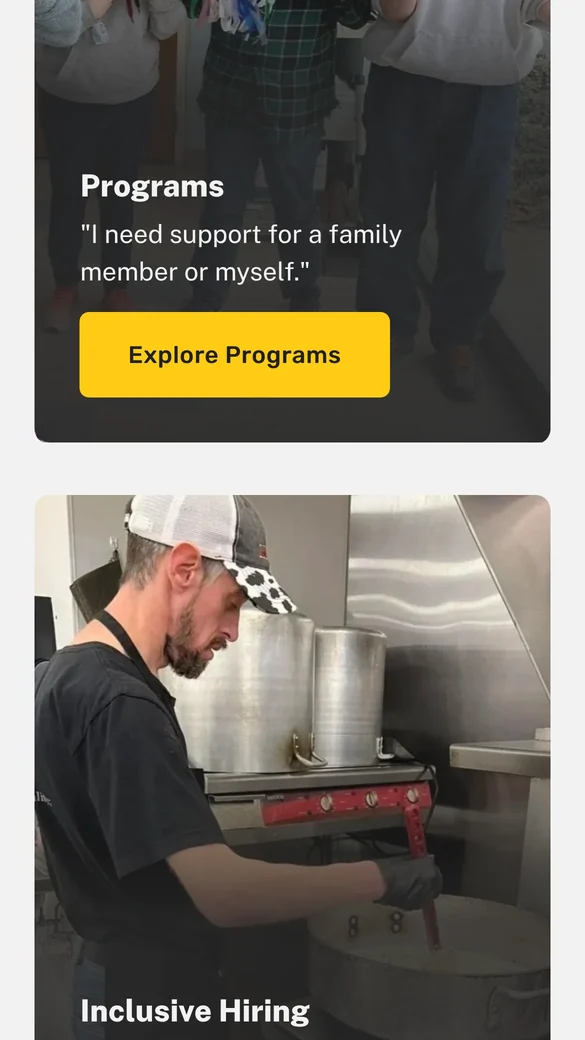 Programs
"I need support for a family
member or myself."
Explore Programs
Inclusive Hiring